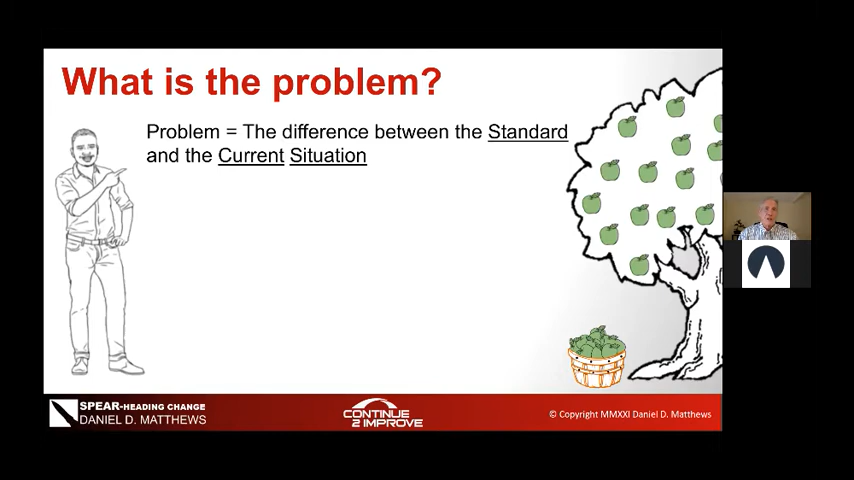 What is the problem?
Problem = The difference between the Standard
and the Current Situation
SPEAR-HEADING CHANGE
DANIEL D. MATTHEWS
CONTINUE
2 IMPROVE
© Copyright MMXXI Daniel D. Matthews